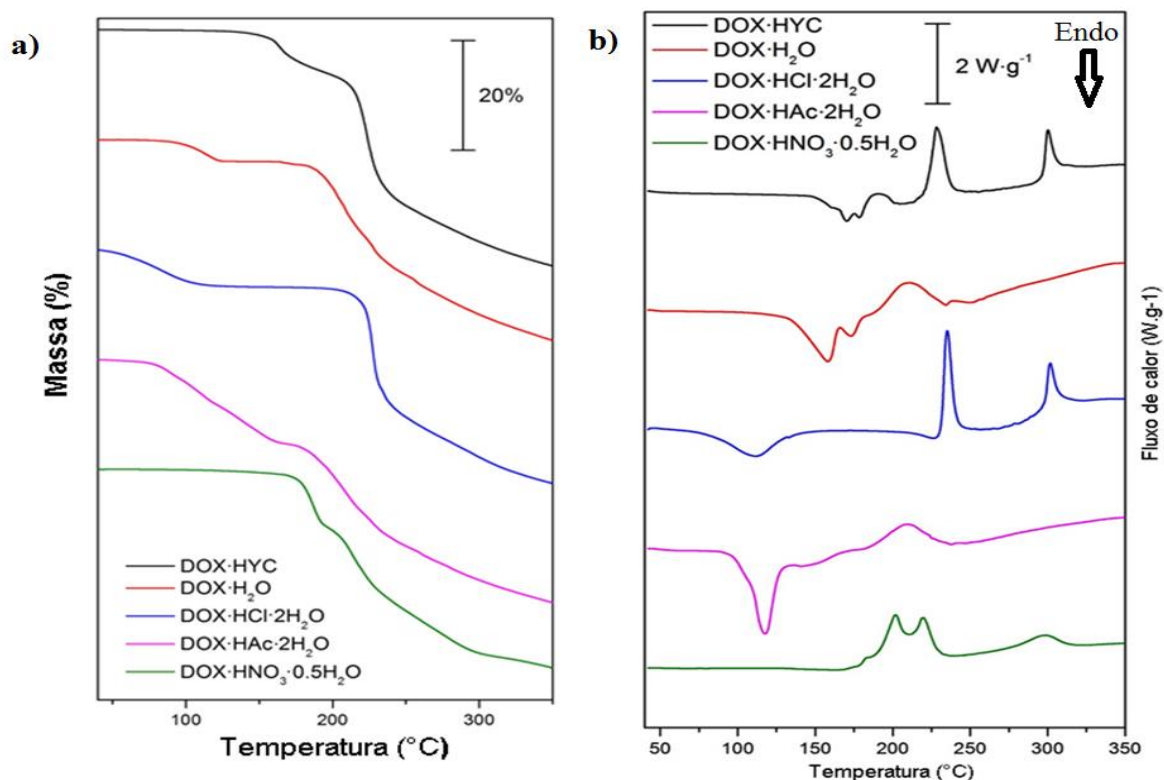 a)
20%
Massa (%)
DOX·HYC
DOX·H₂O
DOX·HCl·2H₂O
DOX·HAc·2H₂O
DOX·HNO₃·0.5H₂O
100
200
300
Temperatura (°C)
b)
DOX·HYC
DOX·H₂O
DOX·HCl·2H₂O
DOX·HAc·2H₂O
DOX·HNO₃·0.5H₂O
2 W·g⁻¹
Endo
Fluxo de calor (W.g-1)
50
100
150
200
250
300
350
Temperatura (°C)